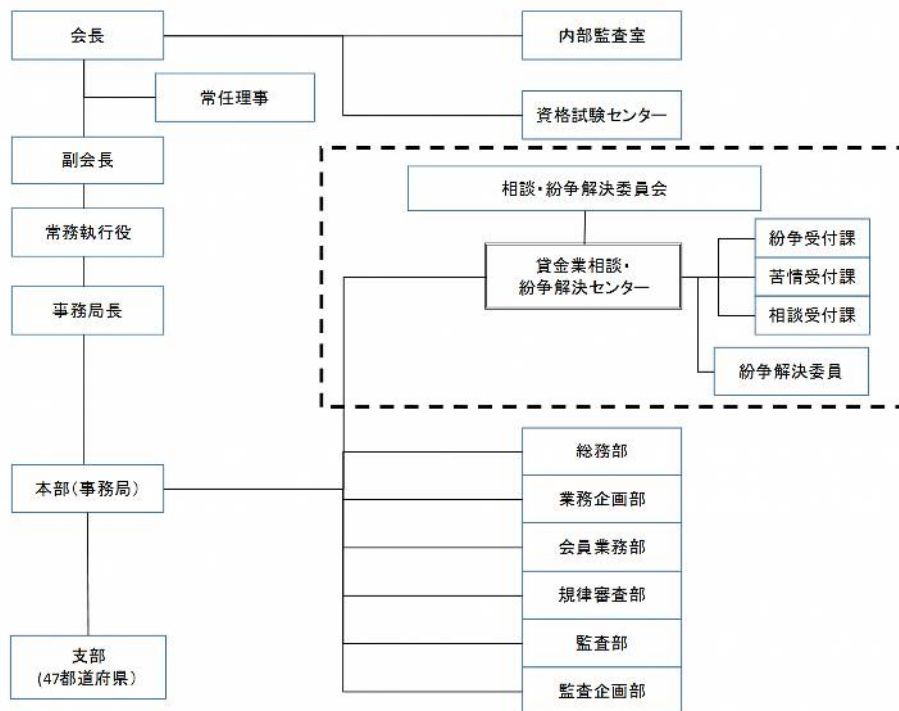 会長
内部監査室
常任理事
資格試験センター
副会長
相談・紛争解決委員会
常務執行役
紛争受付課
貸金業相談・
紛争解決センター
苦情受付課
事務局長
相談受付課
紛争解決委員
総務部
本部(事務局)
業務企画部
会員業務部
規律審査部
監査部
支部
(47都道府県)
監査企画部